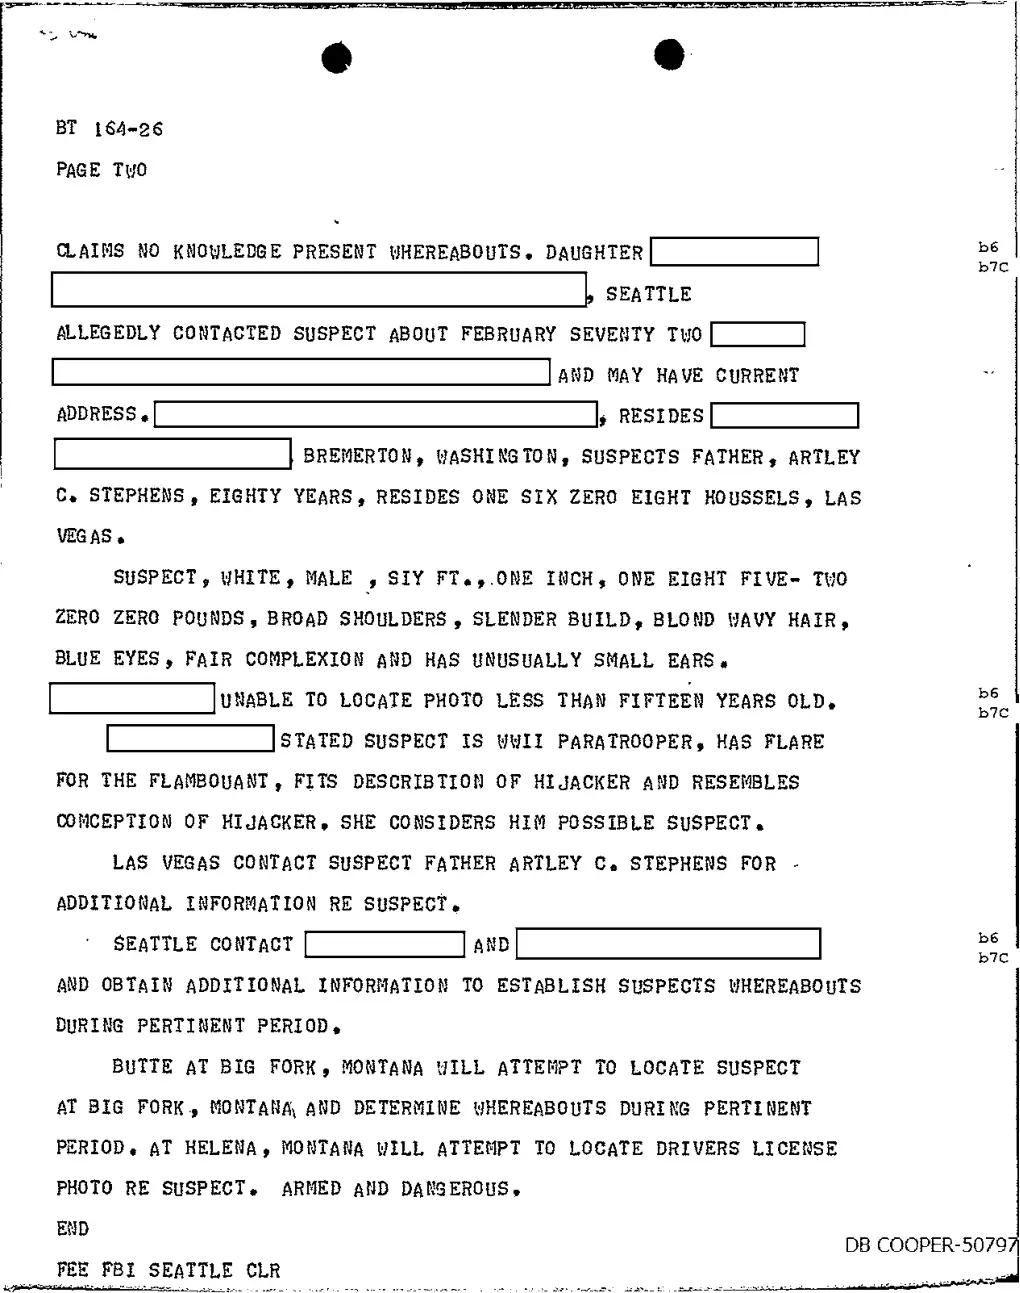 BT 164-26
PAGE TWO
CLAIMS NO KNOWLEDGE PRESENT WHEREABOUTS. DAUGHTER
b6
b7C
, SEATTLE
ALLEGEDLY CONTACTED SUSPECT ABOUT FEBRUARY SEVENTY TWO
AND MAY HAVE CURRENT
ADDRESS. , RESIDES
BREMERTON, WASHINGTON, SUSPECTS FATHER, ARTLEY
C. STEPHENS, EIGHTY YEARS, RESIDES ONE SIX ZERO EIGHT HOUSSELS, LAS
VEGAS.
SUSPECT, WHITE, MALE , SIY FT.,.ONE INCH, ONE EIGHT FIVE- TWO
ZERO ZERO POUNDS, BROAD SHOULDERS, SLENDER BUILD, BLOND WAVY HAIR,
BLUE EYES, FAIR COMPLEXION AND HAS UNUSUALLY SMALL EARS.
UNABLE TO LOCATE PHOTO LESS THAN FIFTEEN YEARS OLD.
b6
b7C
STATED SUSPECT IS WWII PARATROOPER, HAS FLARE
FOR THE FLAMBOUANT, FITS DESCRIBTION OF HIJACKER AND RESEMBLES
COMCEPTION OF HIJACKER. SHE CONSIDERS HIM POSSIBLE SUSPECT.
LAS VEGAS CONTACT SUSPECT FATHER ARTLEY C. STEPHENS FOR
ADDITIONAL INFORMATION RE SUSPECT.
SEATTLE CONTACT AND
b6
b7C
AND OBTAIN ADDITIONAL INFORMATION TO ESTABLISH SUSPECTS WHEREABOUTS
DURING PERTINENT PERIOD.
BUTTE AT BIG FORK, MONTANA WILL ATTEMPT TO LOCATE SUSPECT
AT BIG FORK, MONTANA, AND DETERMINE WHEREABOUTS DURING PERTINENT
PERIOD. AT HELENA, MONTANA WILL ATTEMPT TO LOCATE DRIVERS LICENSE
PHOTO RE SUSPECT. ARMED AND DANGEROUS.
END
DB COOPER-50797
FEE FBI SEATTLE CLR